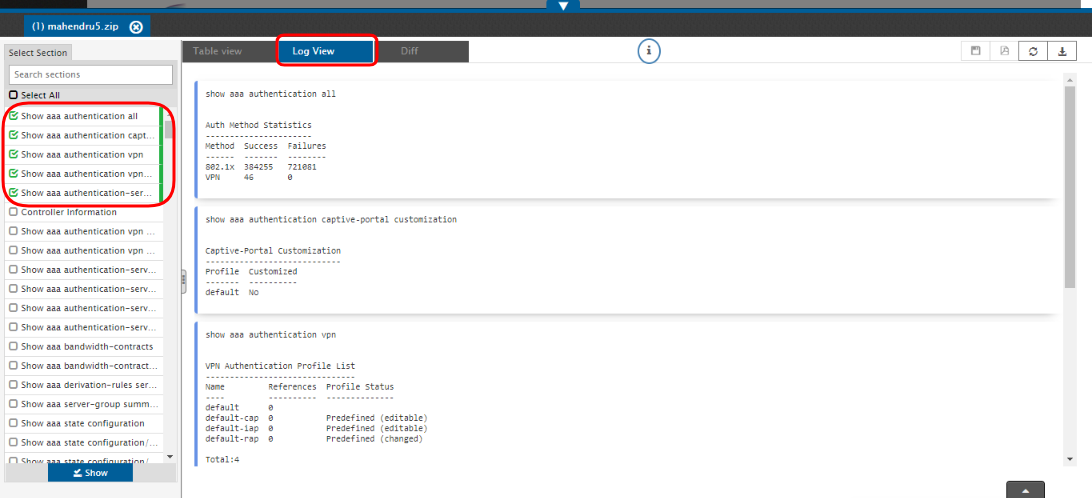 (1) mahendru5.zip
Select Section
Search sections
Select All
Show aaa authentication all
Show aaa authentication capt...
Show aaa authentication vpn
Show aaa authentication vpn...
Show aaa authentication-ser...
Controller Information
Show aaa authentication vpn ...
Show aaa authentication vpn ...
Show aaa authentication-serv...
Show aaa authentication-serv...
Show aaa authentication-serv...
Show aaa authentication-serv...
Show aaa bandwidth-contracts
Show aaa bandwidth-contract...
Show aaa derivation-rules ser...
Show aaa server-group summ...
Show aaa state configuration
Show aaa state configuration/...
Show aaa state configuration/
Show
Table view
Log View
Diff
i
show aaa authentication all
Auth Method Statistics
----------------------
Method  Success  Failures
------  -------  --------
802.1x  384255   721081
VPN     46       0
show aaa authentication captive-portal customization
Captive-Portal Customization
----------------------------
Profile  Customized
-------  ----------
default  No
show aaa authentication vpn
VPN Authentication Profile List
-------------------------------
Name         References  Profile Status
----         ----------  --------------
default      0
default-cap  0           Predefined (editable)
default-iap  0           Predefined (editable)
default-rap  0           Predefined (changed)
Total:4